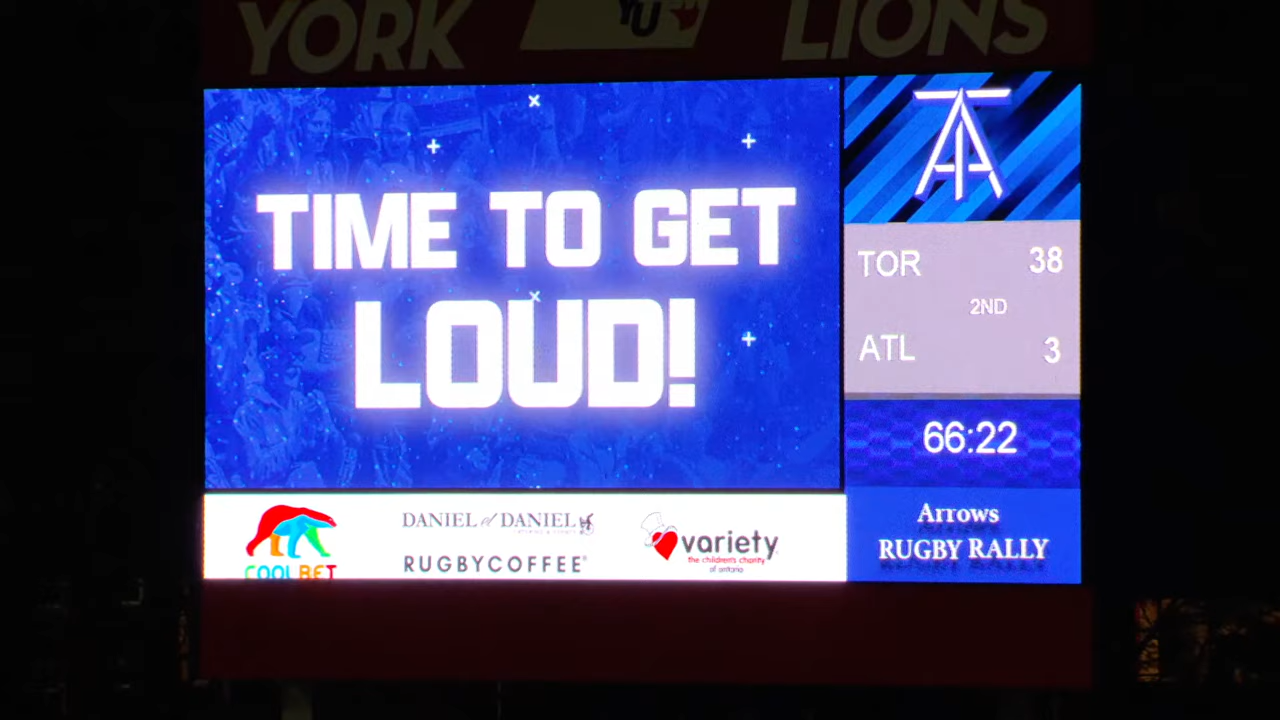 YORK YU LIONS
TIME TO GET
LOUD!
TA
TOR 38
2ND
ATL 3
66:22
Arrows
RUGBY RALLY
COOLBET
DANIEL et DANIEL
RUGBYCOFFEE
variety
the children's charity
of ontario